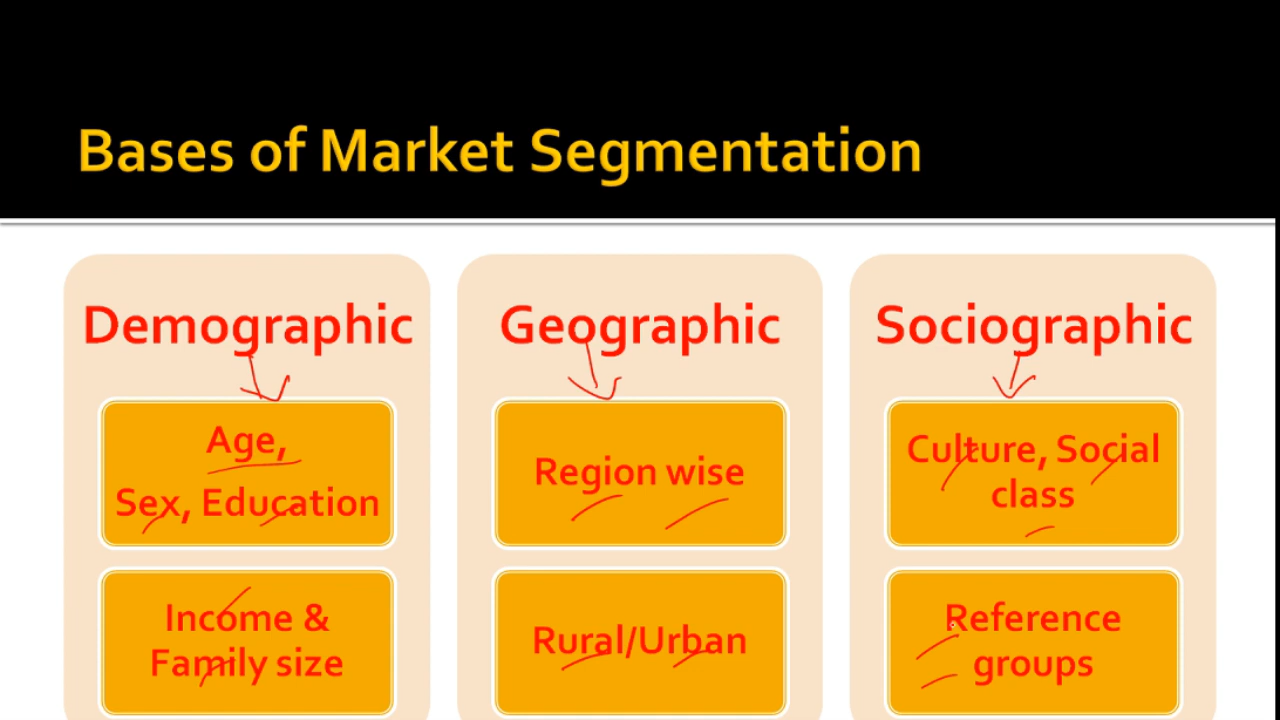 Bases of Market Segmentation
Demographic
Age,
Sex, Education
Income &
Family size
Geographic
Region wise
Rural/Urban
Sociographic
Culture, Social
class
Reference
groups